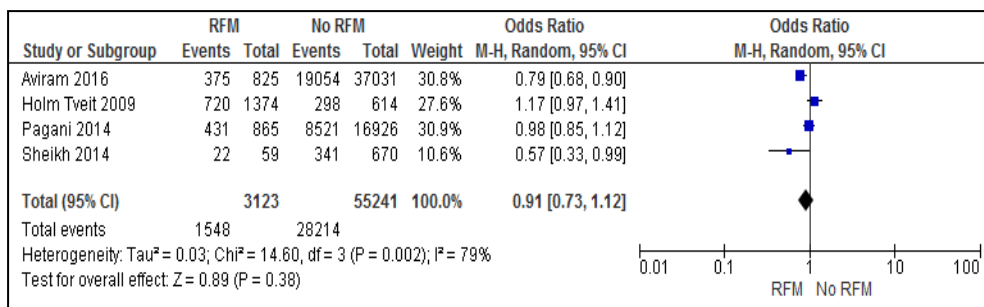 RFM No RFM Odds Ratio Odds Ratio
Study or Subgroup Events Total Events Total Weight M-H, Random, 95% CI M-H, Random, 95% CI
Aviram 2016 375 825 19054 37031 30.8% 0.79 [0.68, 0.90]
Holm Tveit 2009 720 1374 298 614 27.6% 1.17 [0.97, 1.41]
Pagani 2014 431 865 8521 16926 30.9% 0.98 [0.85, 1.12]
Sheikh 2014 22 59 341 670 10.6% 0.57 [0.33, 0.99]
Total (95% CI) 3123 55241 100.0% 0.91 [0.73, 1.12]
Total events 1548 28214
Heterogeneity: Tau² = 0.03; Chi² = 14.60, df = 3 (P = 0.002); I² = 79%
Test for overall effect: Z = 0.89 (P = 0.38)
0.01 0.1 1 10 100
RFM No RFM